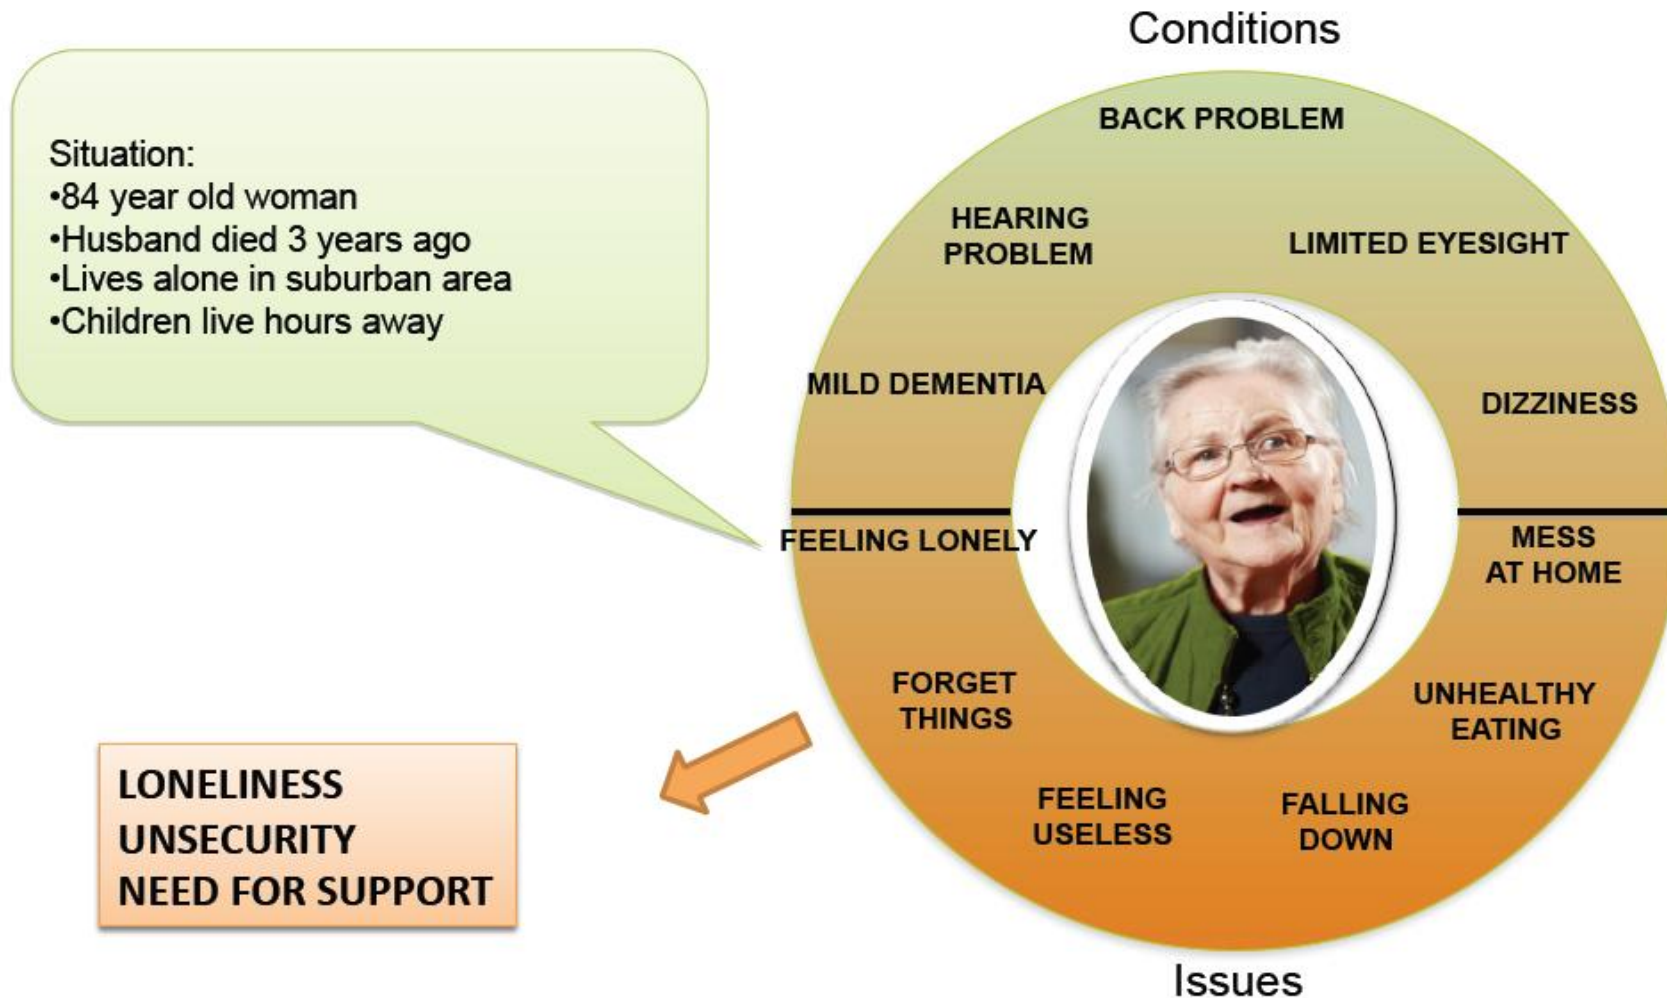 Conditions
Situation:
•84 year old woman
•Husband died 3 years ago
•Lives alone in suburban area
•Children live hours away
BACK PROBLEM
HEARING
PROBLEM
LIMITED EYESIGHT
MILD DEMENTIA
DIZZINESS
FEELING LONELY
MESS
AT HOME
FORGET
THINGS
UNHEALTHY
EATING
FEELING
USELESS
FALLING
DOWN
LONELINESS
UNSECURITY
NEED FOR SUPPORT
Issues